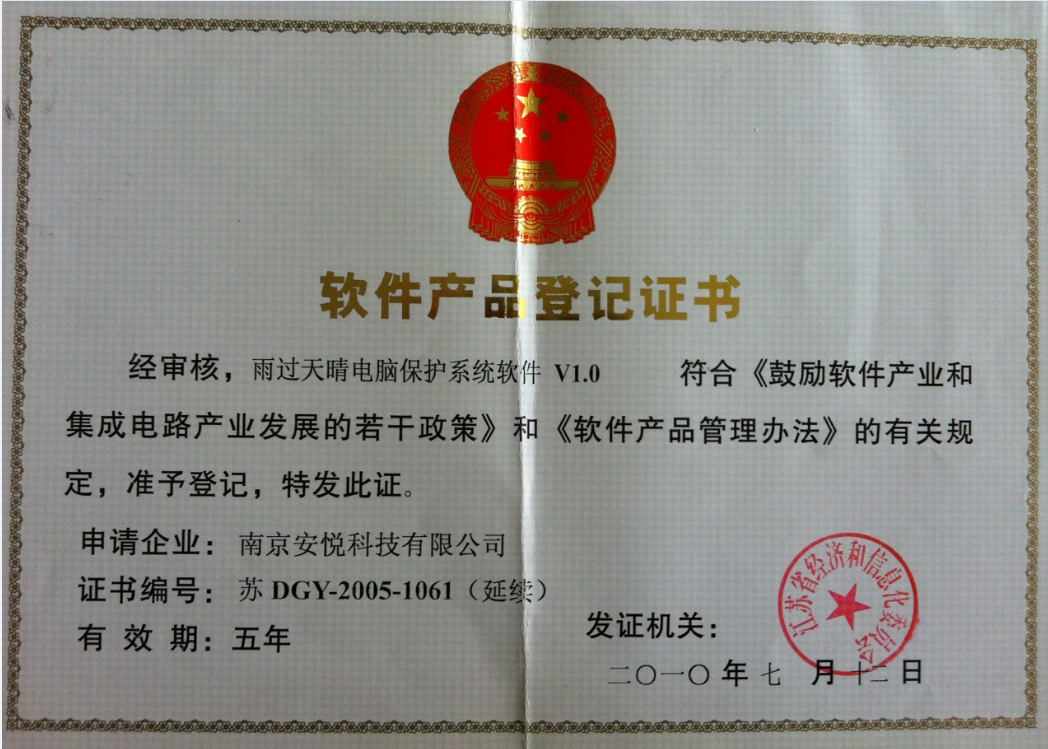 软件产品登记证书
经审核，雨过天晴电脑保护系统软件 V1.0 符合《鼓励软件产业和
集成电路产业发展的若干政策》和《软件产品管理办法》的有关规
定，准予登记，特发此证。
申请企业：南京安悦科技有限公司
证书编号：苏 DGY-2005-1061（延续）
有 效 期：五年
发证机关：
江苏省经济和信息化委员会
二〇一〇 年 七 月 十二 日